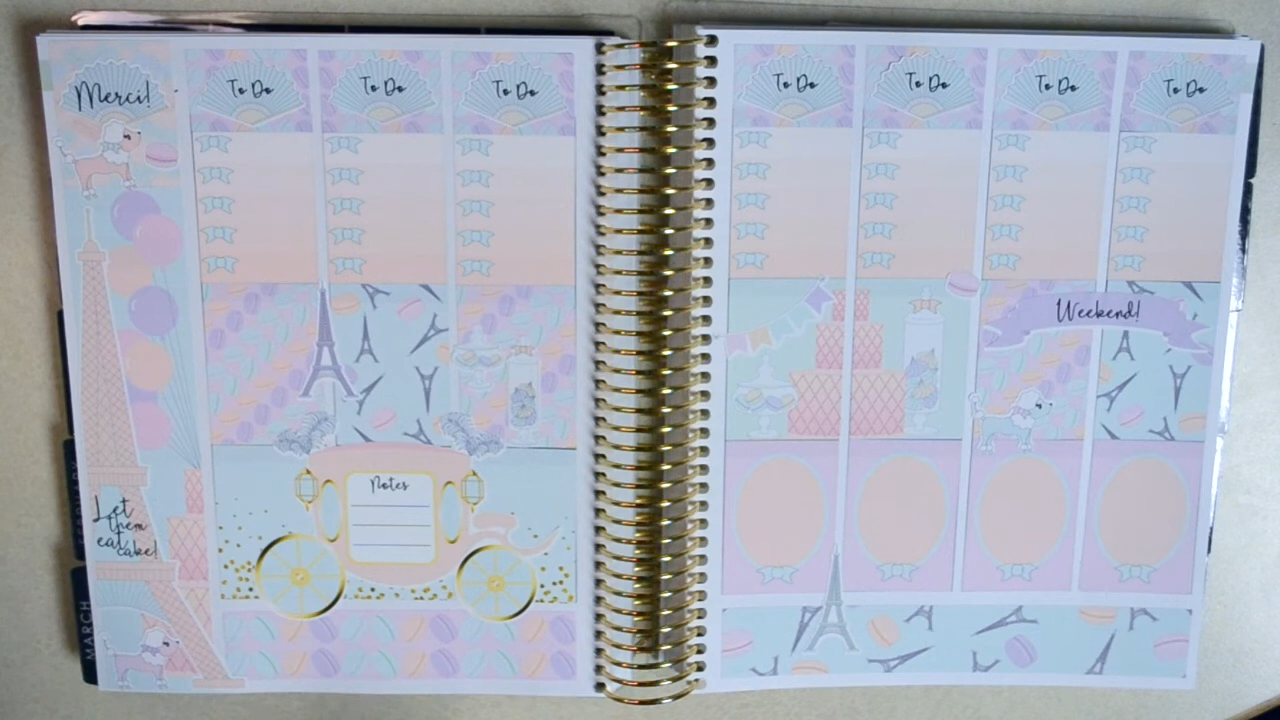 Merci!
To Do
To Do
To Do
To Do
To Do
To Do
To Do
Weekend!
Notes
Let
them
eat
cake!
FEBRUARY
MARCH